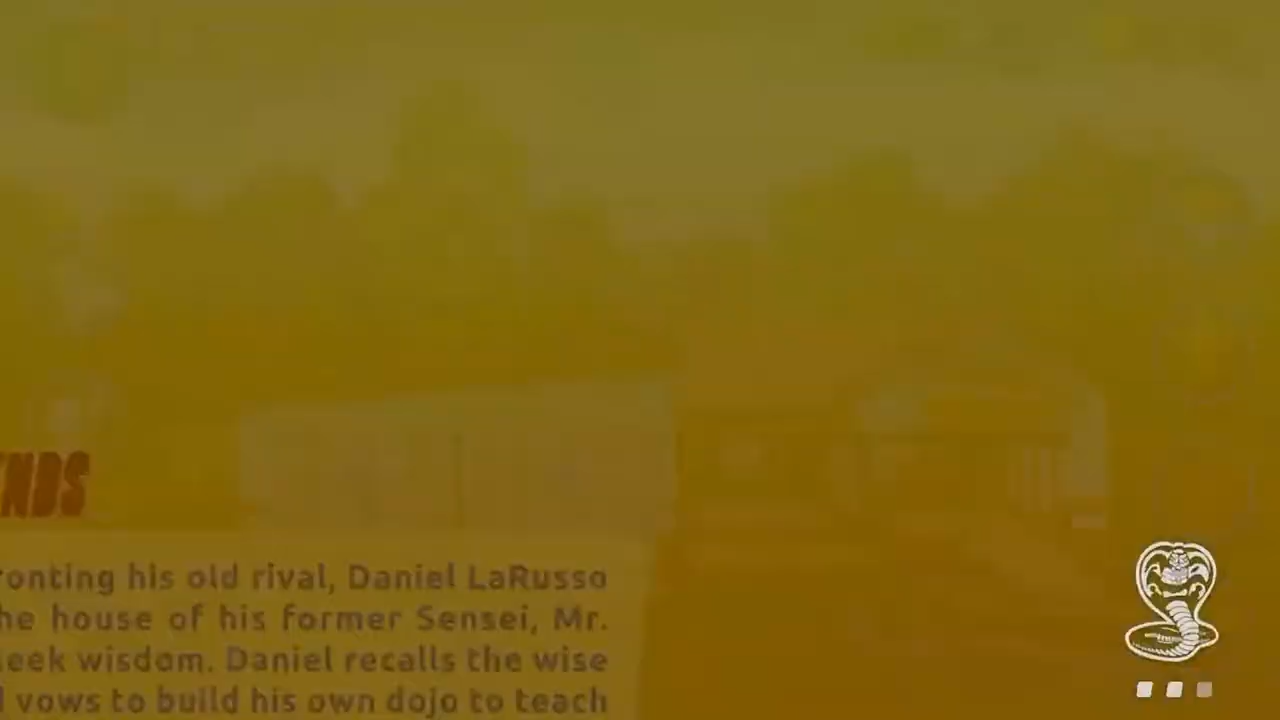 NDS
ronting his old rival, Daniel LaRusso
he house of his former Sensei, Mr.
eek wisdom. Daniel recalls the wise
vows to build his own dojo to teach